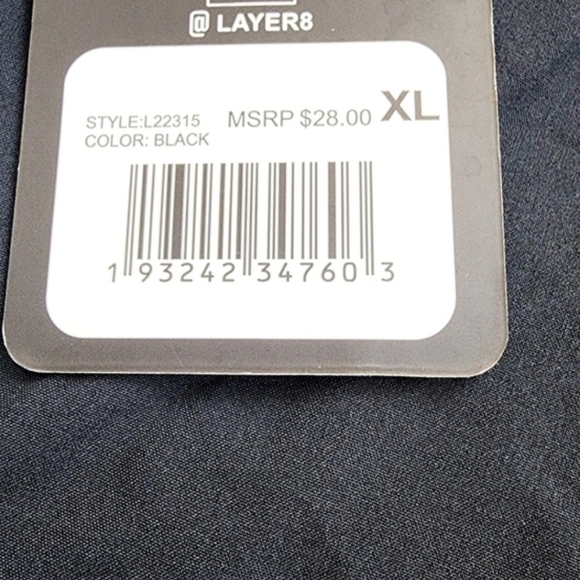 @ LAYER8
STYLE:L22315 MSRP $28.00 XL
COLOR: BLACK
1 93242 34760 3